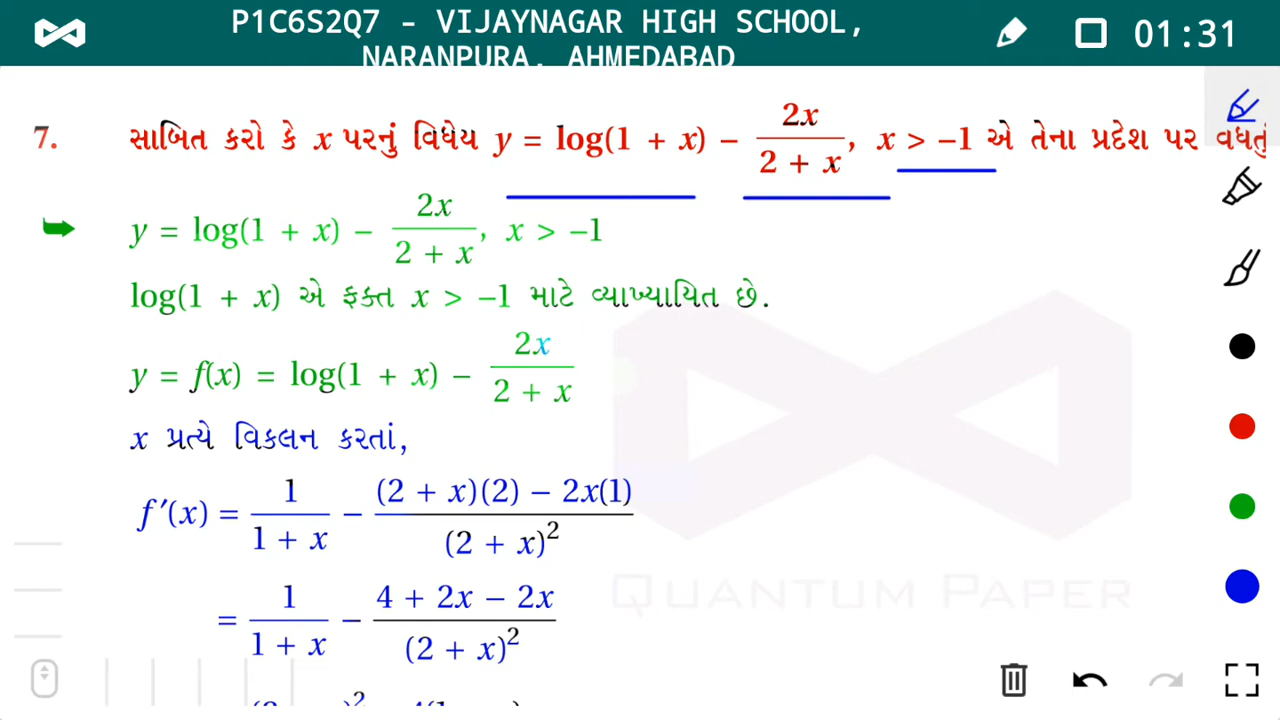 P1C6S2Q7 - VIJAYNAGAR HIGH SCHOOL,
NARANPURA, AHMEDABAD
01:31
7. સાબિત કરો કે x પરનું વિધેય y = log(1 + x) − 2x/(2 + x), x > −1 એ તેના પ્રદેશ પર વધતું
y = log(1 + x) − 2x/(2 + x), x > −1
log(1 + x) એ ફક્ત x > −1 માટે વ્યાખ્યાયિત છે.
y = f(x) = log(1 + x) − 2x/(2 + x)
x પ્રત્યે વિકલન કરતાં,
f′(x) = 1/(1 + x) − ((2 + x)(2) − 2x(1))/(2 + x)²
= 1/(1 + x) − (4 + 2x − 2x)/(2 + x)²
QUANTUM PAPER